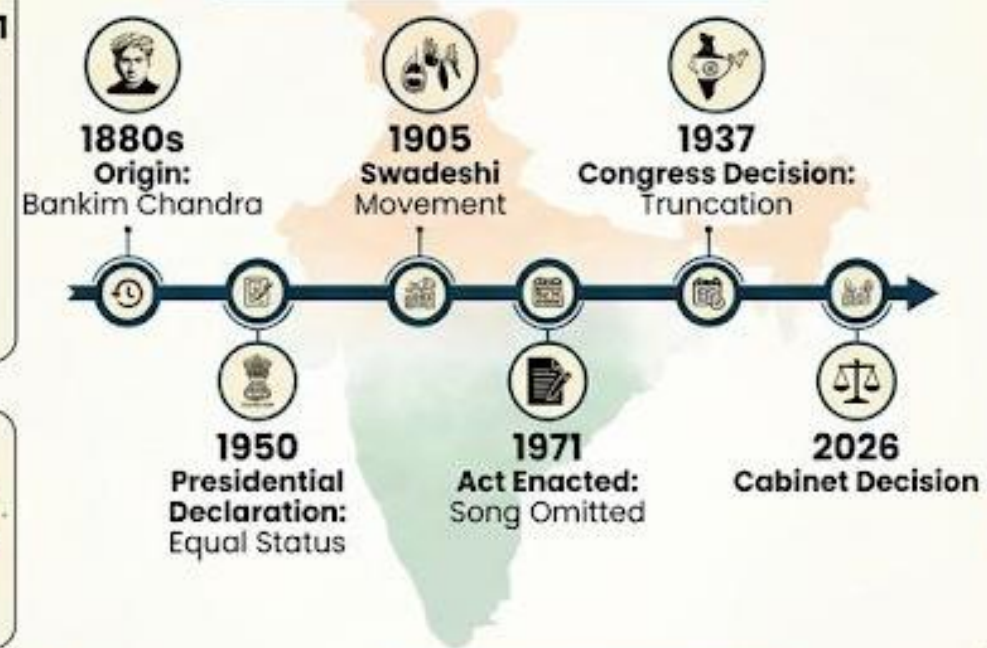 1880s
Origin:
Bankim Chandra
1905
Swadeshi
Movement
1937
Congress Decision:
Truncation
1950
Presidential
Declaration:
Equal Status
1971
Act Enacted:
Song Omitted
2026
Cabinet Decision